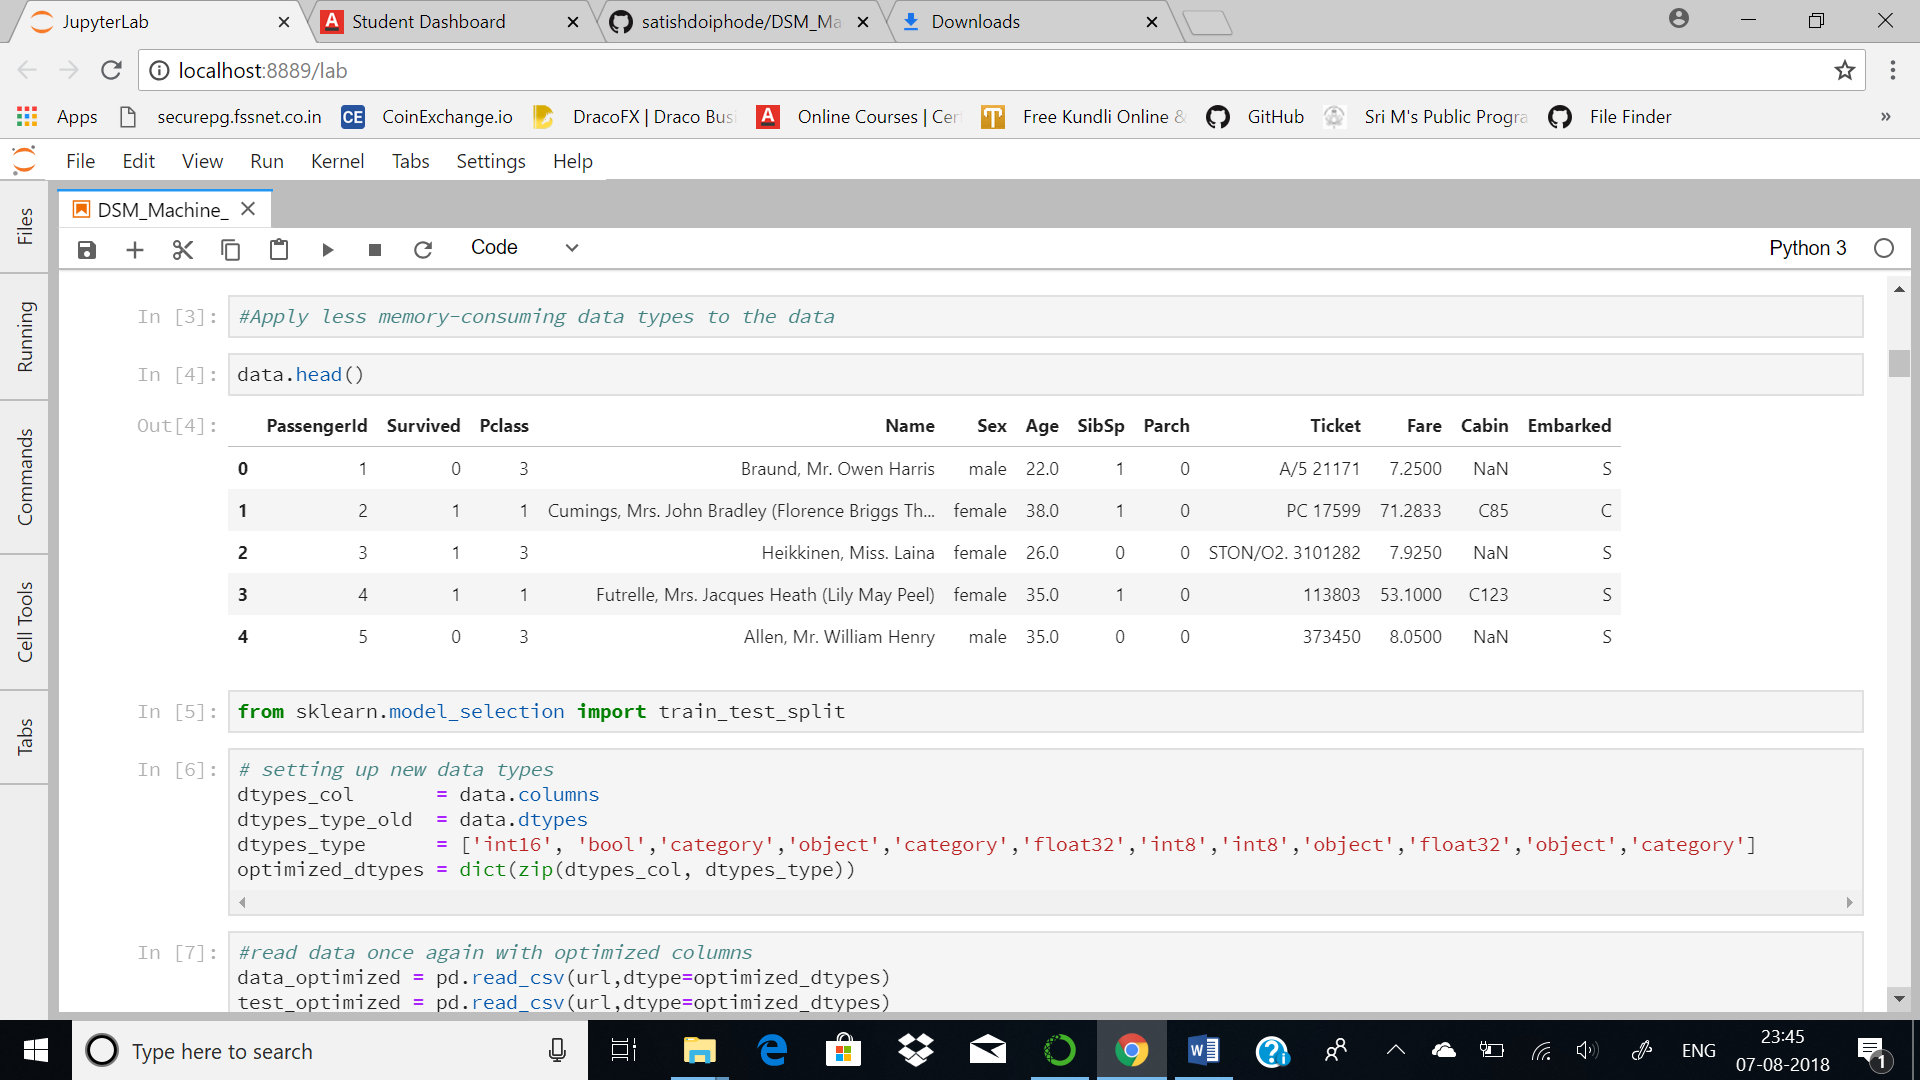 JupyterLab Student Dashboard satishdoiphode/DSM_Ma Downloads
localhost:8889/lab
Apps securepg.fssnet.co.in CE CoinExchange.io DracoFX | Draco Busi Online Courses | Cer Free Kundli Online & GitHub Sri M's Public Progra File Finder »
File Edit View Run Kernel Tabs Settings Help
DSM_Machine_
Code Python 3
Files
Running
Commands
Cell Tools
Tabs
In [3]: #Apply less memory-consuming data types to the data
In [4]: data.head()
Out[4]: PassengerId Survived Pclass Name Sex Age SibSp Parch Ticket Fare Cabin Embarked
0 1 0 3 Braund, Mr. Owen Harris male 22.0 1 0 A/5 21171 7.2500 NaN S
1 2 1 1 Cumings, Mrs. John Bradley (Florence Briggs Th... female 38.0 1 0 PC 17599 71.2833 C85 C
2 3 1 3 Heikkinen, Miss. Laina female 26.0 0 0 STON/O2. 3101282 7.9250 NaN S
3 4 1 1 Futrelle, Mrs. Jacques Heath (Lily May Peel) female 35.0 1 0 113803 53.1000 C123 S
4 5 0 3 Allen, Mr. William Henry male 35.0 0 0 373450 8.0500 NaN S
In [5]: from sklearn.model_selection import train_test_split
In [6]: # setting up new data types
dtypes_col = data.columns
dtypes_type_old = data.dtypes
dtypes_type = ['int16', 'bool','category','object','category','float32','int8','int8','object','float32','object','category']
optimized_dtypes = dict(zip(dtypes_col, dtypes_type))
In [7]: #read data once again with optimized columns
data_optimized = pd.read_csv(url,dtype=optimized_dtypes)
test_optimized = pd.read_csv(url,dtype=optimized_dtypes)
Type here to search ENG 23:45
07-08-2018 1